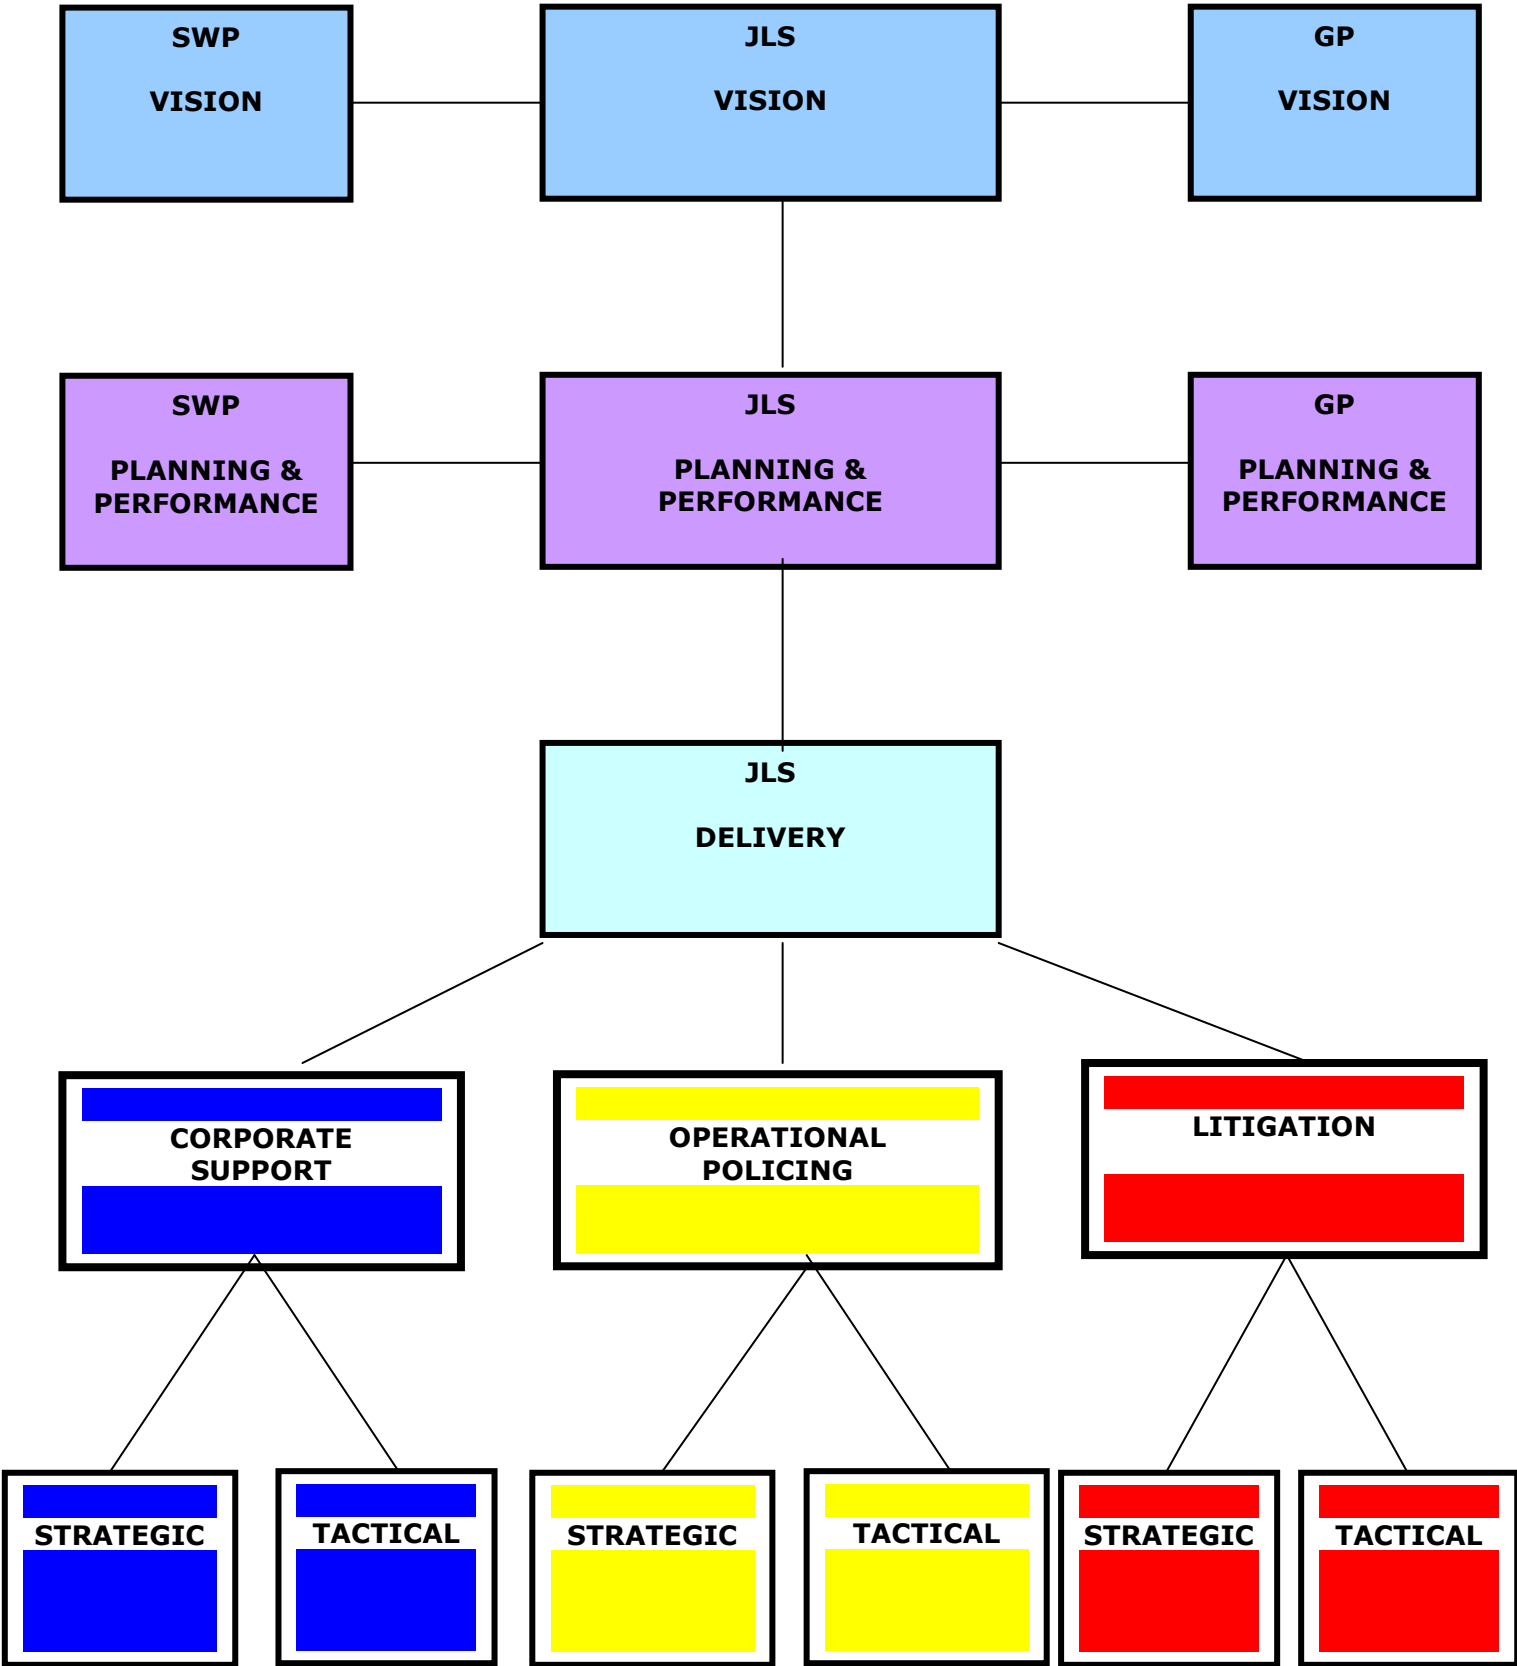 SWP
VISION
JLS
VISION
GP
VISION
SWP
PLANNING &
PERFORMANCE
JLS
PLANNING &
PERFORMANCE
GP
PLANNING &
PERFORMANCE
JLS
DELIVERY
CORPORATE
SUPPORT
OPERATIONAL
POLICING
LITIGATION
STRATEGIC
TACTICAL
STRATEGIC
TACTICAL
STRATEGIC
TACTICAL